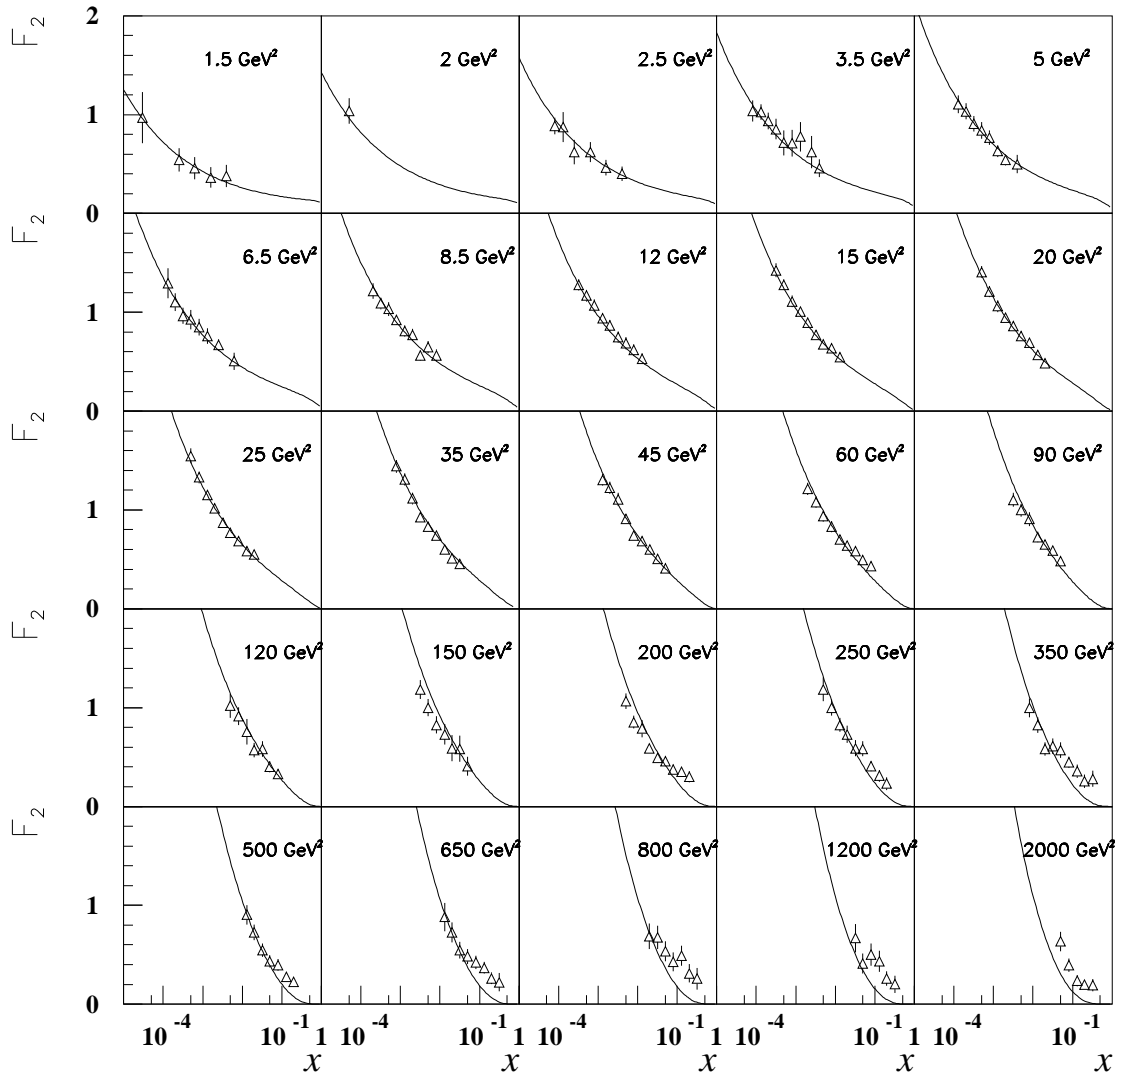 F2
2
1
0
1.5 GeV²
2 GeV²
2.5 GeV²
3.5 GeV²
5 GeV²
F2
1
0
6.5 GeV²
8.5 GeV²
12 GeV²
15 GeV²
20 GeV²
F2
1
0
25 GeV²
35 GeV²
45 GeV²
60 GeV²
90 GeV²
F2
1
0
120 GeV²
150 GeV²
200 GeV²
250 GeV²
350 GeV²
F2
1
0
500 GeV²
650 GeV²
800 GeV²
1200 GeV²
2000 GeV²
10⁻⁴ 10⁻¹ 1 10⁻⁴ 10⁻¹ 1 10⁻⁴ 10⁻¹ 1 10⁻⁴ 10⁻¹ 1 10⁻⁴ 10⁻¹
x x x x x